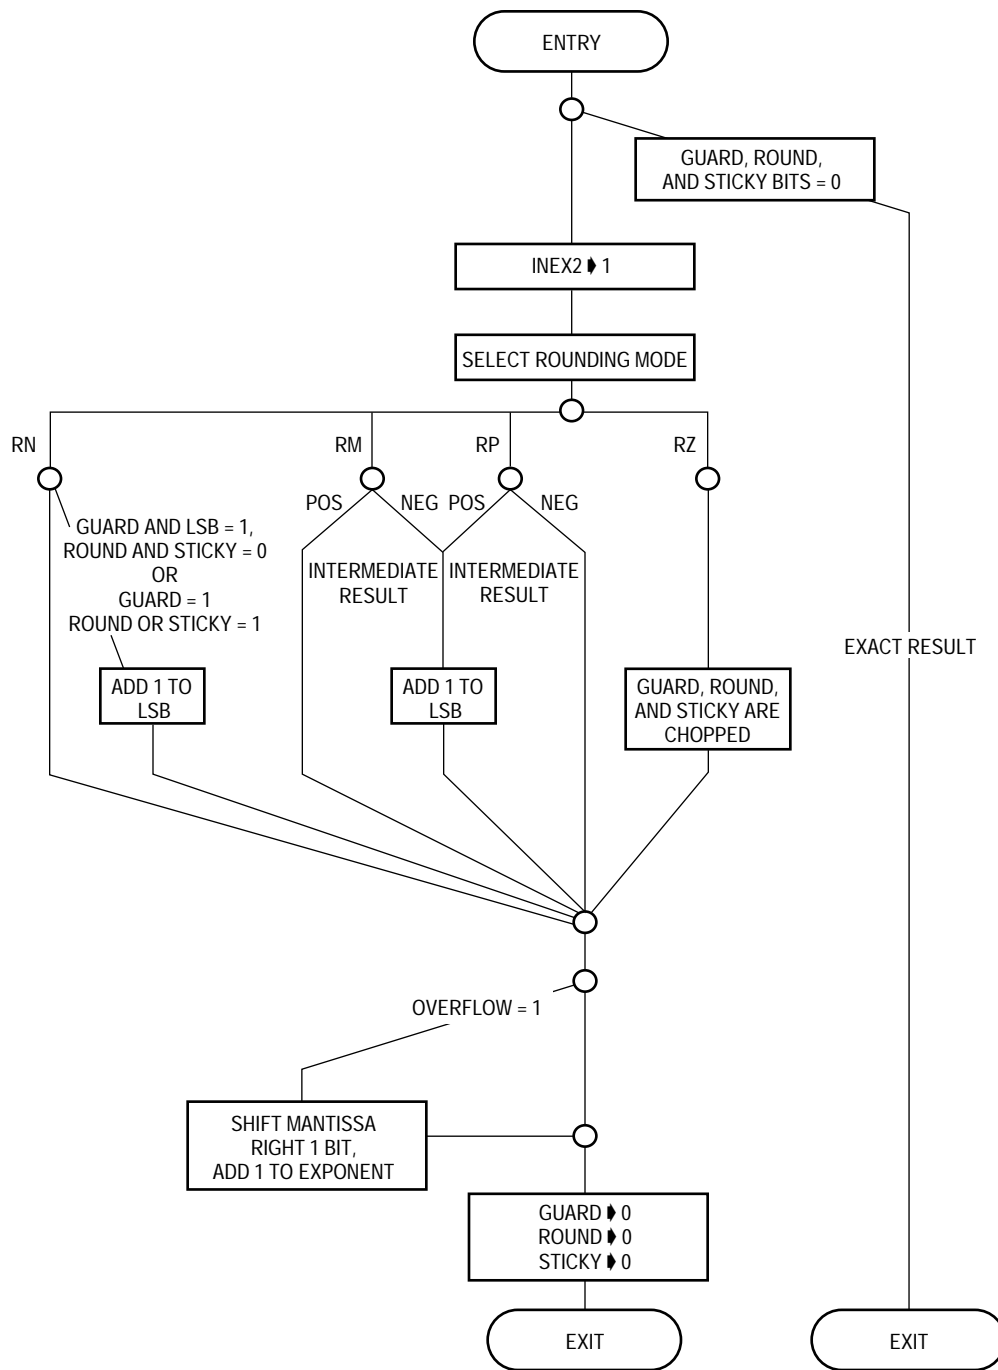 ENTRY
GUARD, ROUND,
AND STICKY BITS = 0
INEX2 ➧ 1
SELECT ROUNDING MODE
RN
RM
RP
RZ
POS
NEG
POS
NEG
GUARD AND LSB = 1,
ROUND AND STICKY = 0
OR
GUARD = 1
ROUND OR STICKY = 1
INTERMEDIATE
RESULT
INTERMEDIATE
RESULT
EXACT RESULT
ADD 1 TO
LSB
ADD 1 TO
LSB
GUARD, ROUND,
AND STICKY ARE
CHOPPED
OVERFLOW = 1
SHIFT MANTISSA
RIGHT 1 BIT,
ADD 1 TO EXPONENT
GUARD ➧ 0
ROUND ➧ 0
STICKY ➧ 0
EXIT
EXIT